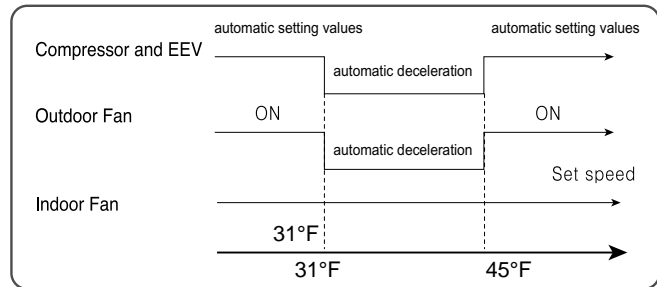 automatic setting values
automatic setting values
Compressor and EEV
automatic deceleration
Outdoor Fan
ON
ON
automatic deceleration
Set speed
Indoor Fan
31°F
31°F
45°F